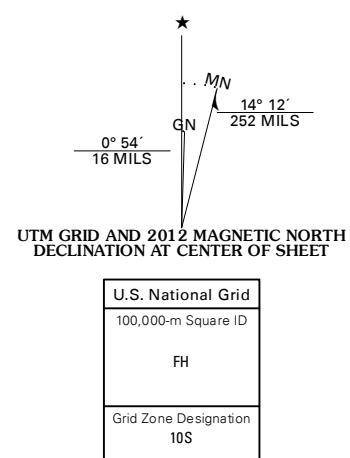 ★
MN
14° 12´
252 MILS
GN
0° 54´
16 MILS
UTM GRID AND 2012 MAGNETIC NORTH
DECLINATION AT CENTER OF SHEET
U.S. National Grid
100,000-m Square ID
FH
Grid Zone Designation
10S